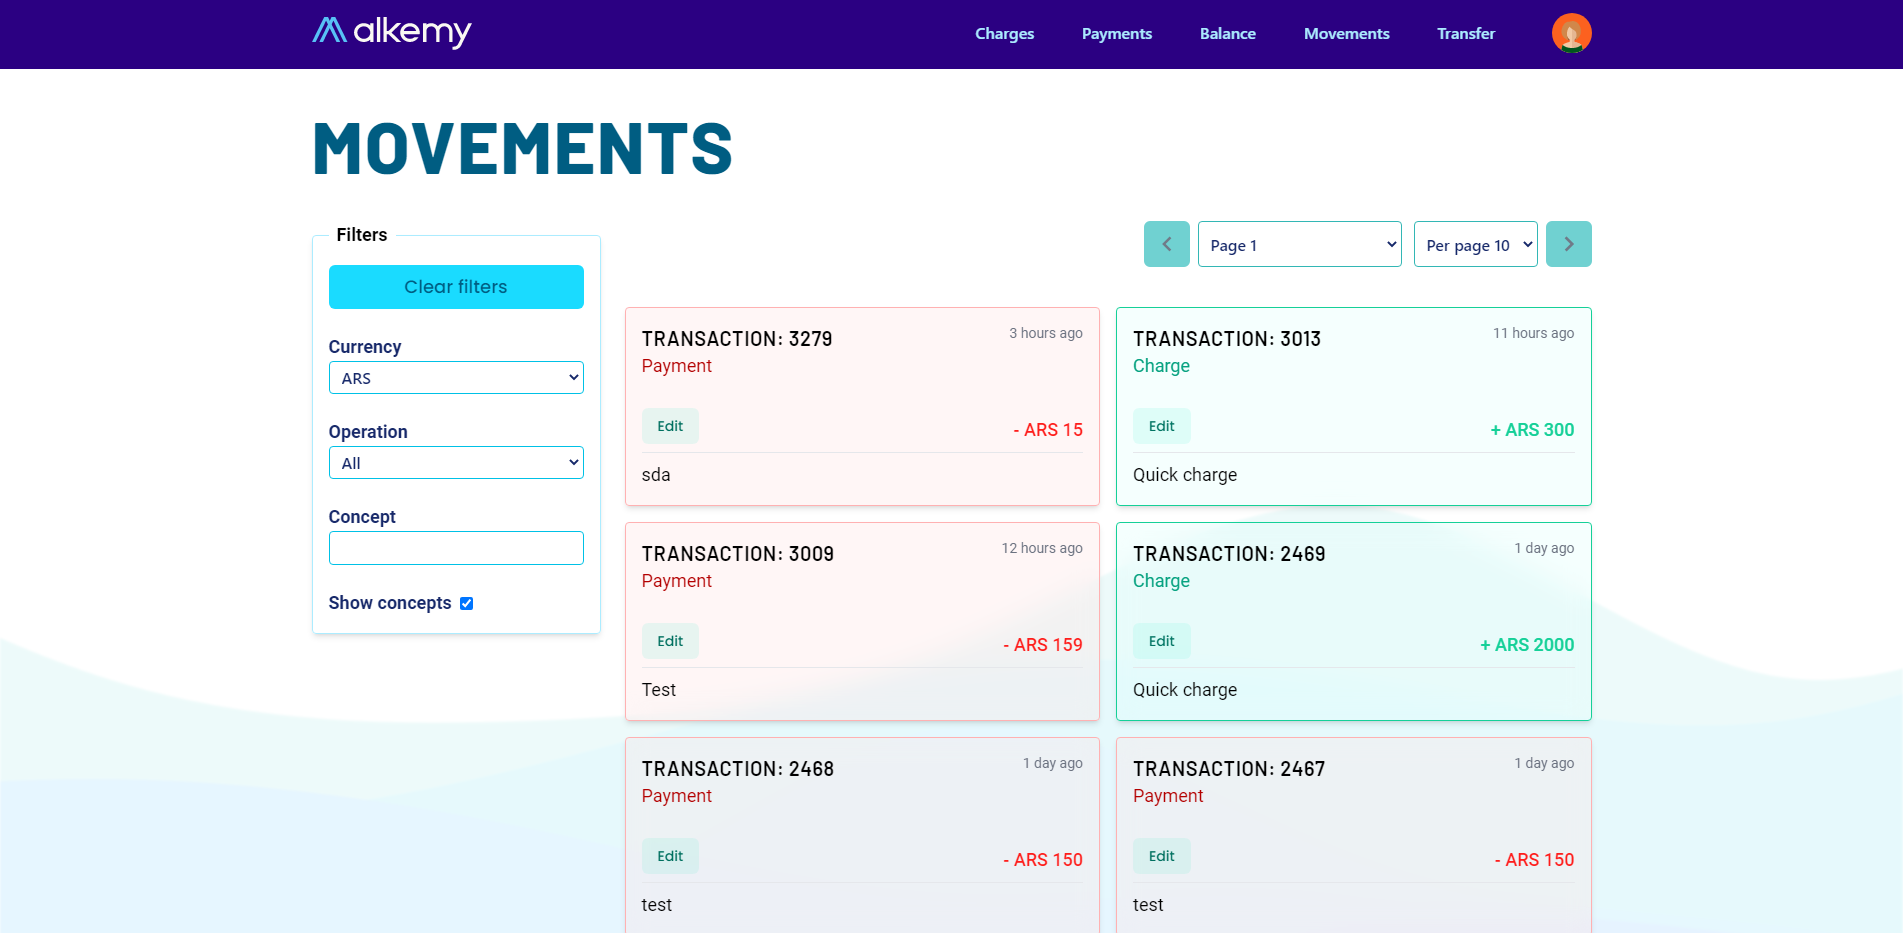 alkemy
Charges Payments Balance Movements Transfer
MOVEMENTS
Filters
Clear filters
Currency
ARS
Operation
All
Concept
Show concepts
Page 1 Per page 10
TRANSACTION: 3279 3 hours ago
Payment
Edit - ARS 15
sda
TRANSACTION: 3013 11 hours ago
Charge
Edit + ARS 300
Quick charge
TRANSACTION: 3009 12 hours ago
Payment
Edit - ARS 159
Test
TRANSACTION: 2469 1 day ago
Charge
Edit + ARS 2000
Quick charge
TRANSACTION: 2468 1 day ago
Payment
Edit - ARS 150
test
TRANSACTION: 2467 1 day ago
Payment
Edit - ARS 150
test